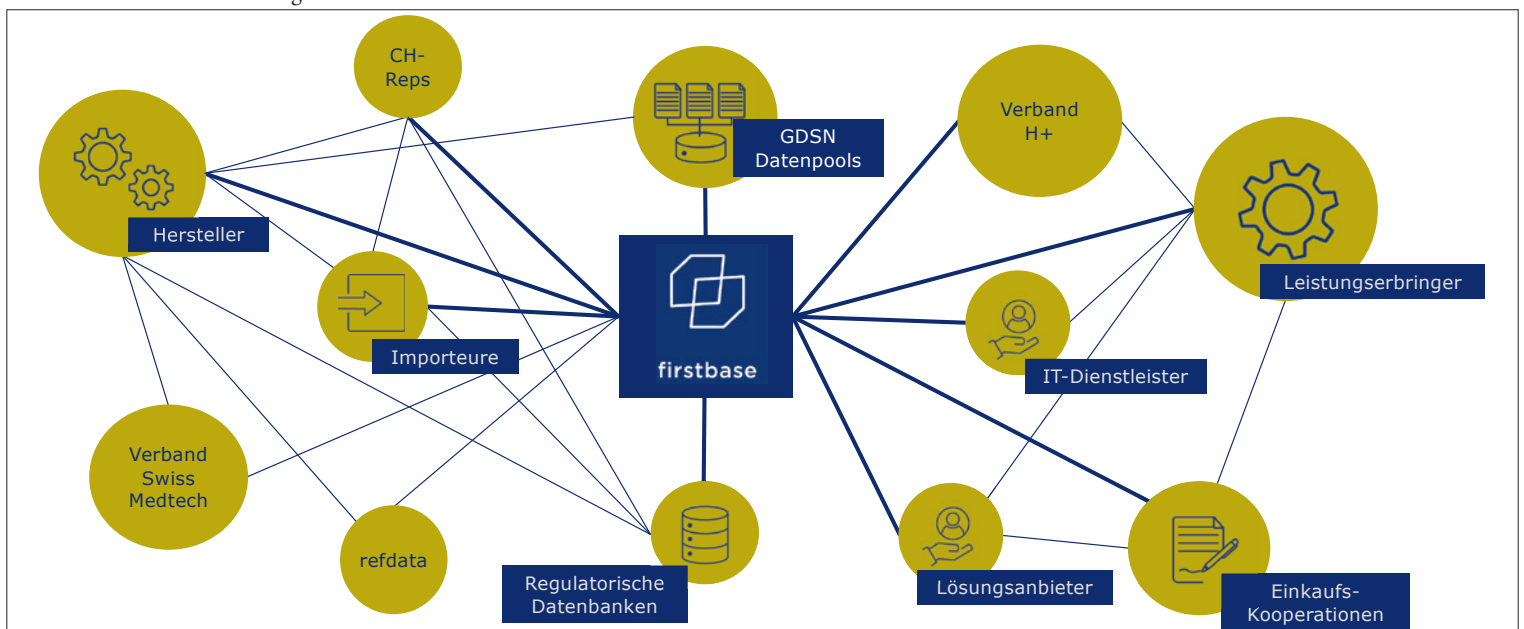 CH-
Reps
GDSN
Datenpools
Verband
H+
Hersteller
Leistungserbringer
Importeure
firstbase
IT-Dienstleister
Verband
Swiss
Medtech
refdata
Regulatorische
Datenbanken
Lösungsanbieter
Einkaufs-
Kooperationen